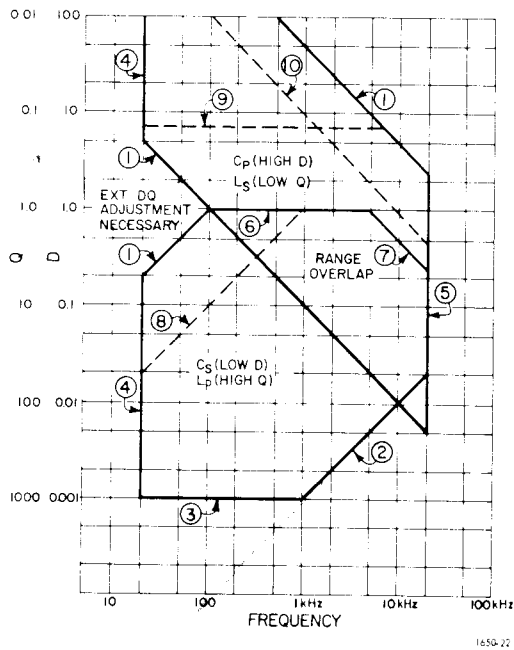 0.01 100
④
⑩
①
⑨
0.1 10
①
1 1
CP (HIGH D)
LS (LOW Q)
EXT DQ
ADJUSTMENT
NECESSARY
1.0 1.0
⑥
RANGE
OVERLAP
⑦
①
Q D
⑤
10 0.1
⑧
CS (LOW D)
LP (HIGH Q)
④
100 0.01
②
1000 0.001
③
10 100 1kHz 10kHz 100kHz
FREQUENCY
1650-22